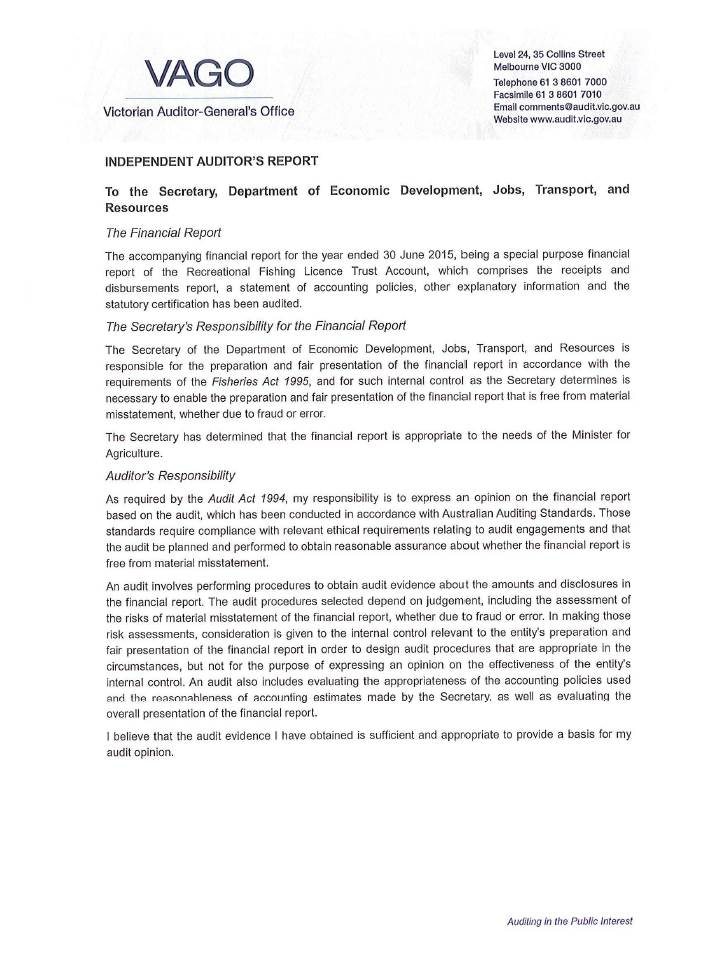 VAGO
Victorian Auditor-General's Office
Level 24, 35 Collins Street
Melbourne VIC 3000
Telephone 61 3 8601 7000
Facsimile 61 3 8601 7010
Email comments@audit.vic.gov.au
Website www.audit.vic.gov.au
INDEPENDENT AUDITOR'S REPORT
To the Secretary, Department of Economic Development, Jobs, Transport, and
Resources
The Financial Report
The accompanying financial report for the year ended 30 June 2015, being a special purpose financial
report of the Recreational Fishing Licence Trust Account, which comprises the receipts and
disbursements report, a statement of accounting policies, other explanatory information and the
statutory certification has been audited.
The Secretary's Responsibility for the Financial Report
The Secretary of the Department of Economic Development, Jobs, Transport, and Resources is
responsible for the preparation and fair presentation of the financial report in accordance with the
requirements of the Fisheries Act 1995, and for such internal control as the Secretary determines is
necessary to enable the preparation and fair presentation of the financial report that is free from material
misstatement, whether due to fraud or error.
The Secretary has determined that the financial report is appropriate to the needs of the Minister for
Agriculture.
Auditor's Responsibility
As required by the Audit Act 1994, my responsibility is to express an opinion on the financial report
based on the audit, which has been conducted in accordance with Australian Auditing Standards. Those
standards require compliance with relevant ethical requirements relating to audit engagements and that
the audit be planned and performed to obtain reasonable assurance about whether the financial report is
free from material misstatement.
An audit involves performing procedures to obtain audit evidence about the amounts and disclosures in
the financial report. The audit procedures selected depend on judgement, including the assessment of
the risks of material misstatement of the financial report, whether due to fraud or error. In making those
risk assessments, consideration is given to the internal control relevant to the entity's preparation and
fair presentation of the financial report in order to design audit procedures that are appropriate in the
circumstances, but not for the purpose of expressing an opinion on the effectiveness of the entity's
internal control. An audit also includes evaluating the appropriateness of the accounting policies used
and the reasonableness of accounting estimates made by the Secretary, as well as evaluating the
overall presentation of the financial report.
I believe that the audit evidence I have obtained is sufficient and appropriate to provide a basis for my
audit opinion.
Auditing in the Public Interest